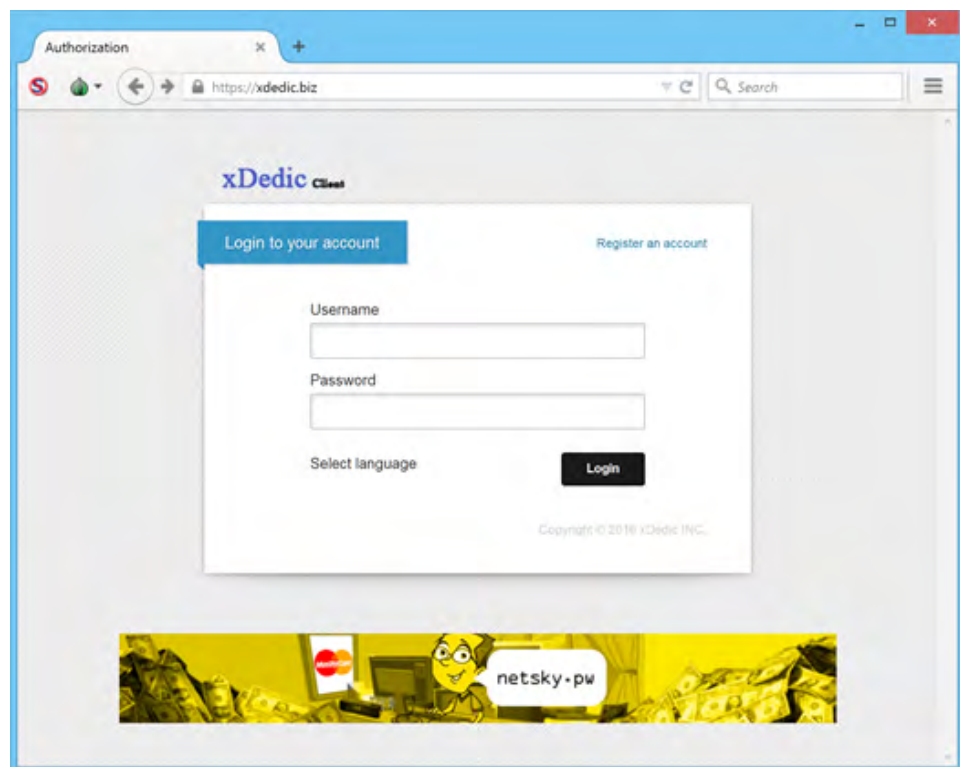 Authorization
https://xdedic.biz
Search
xDedic Client
Login to your account
Register an account
Username
Password
Select language
Login
Copyright © 2016 xDedic INC.
MasterCard
netsky.pw